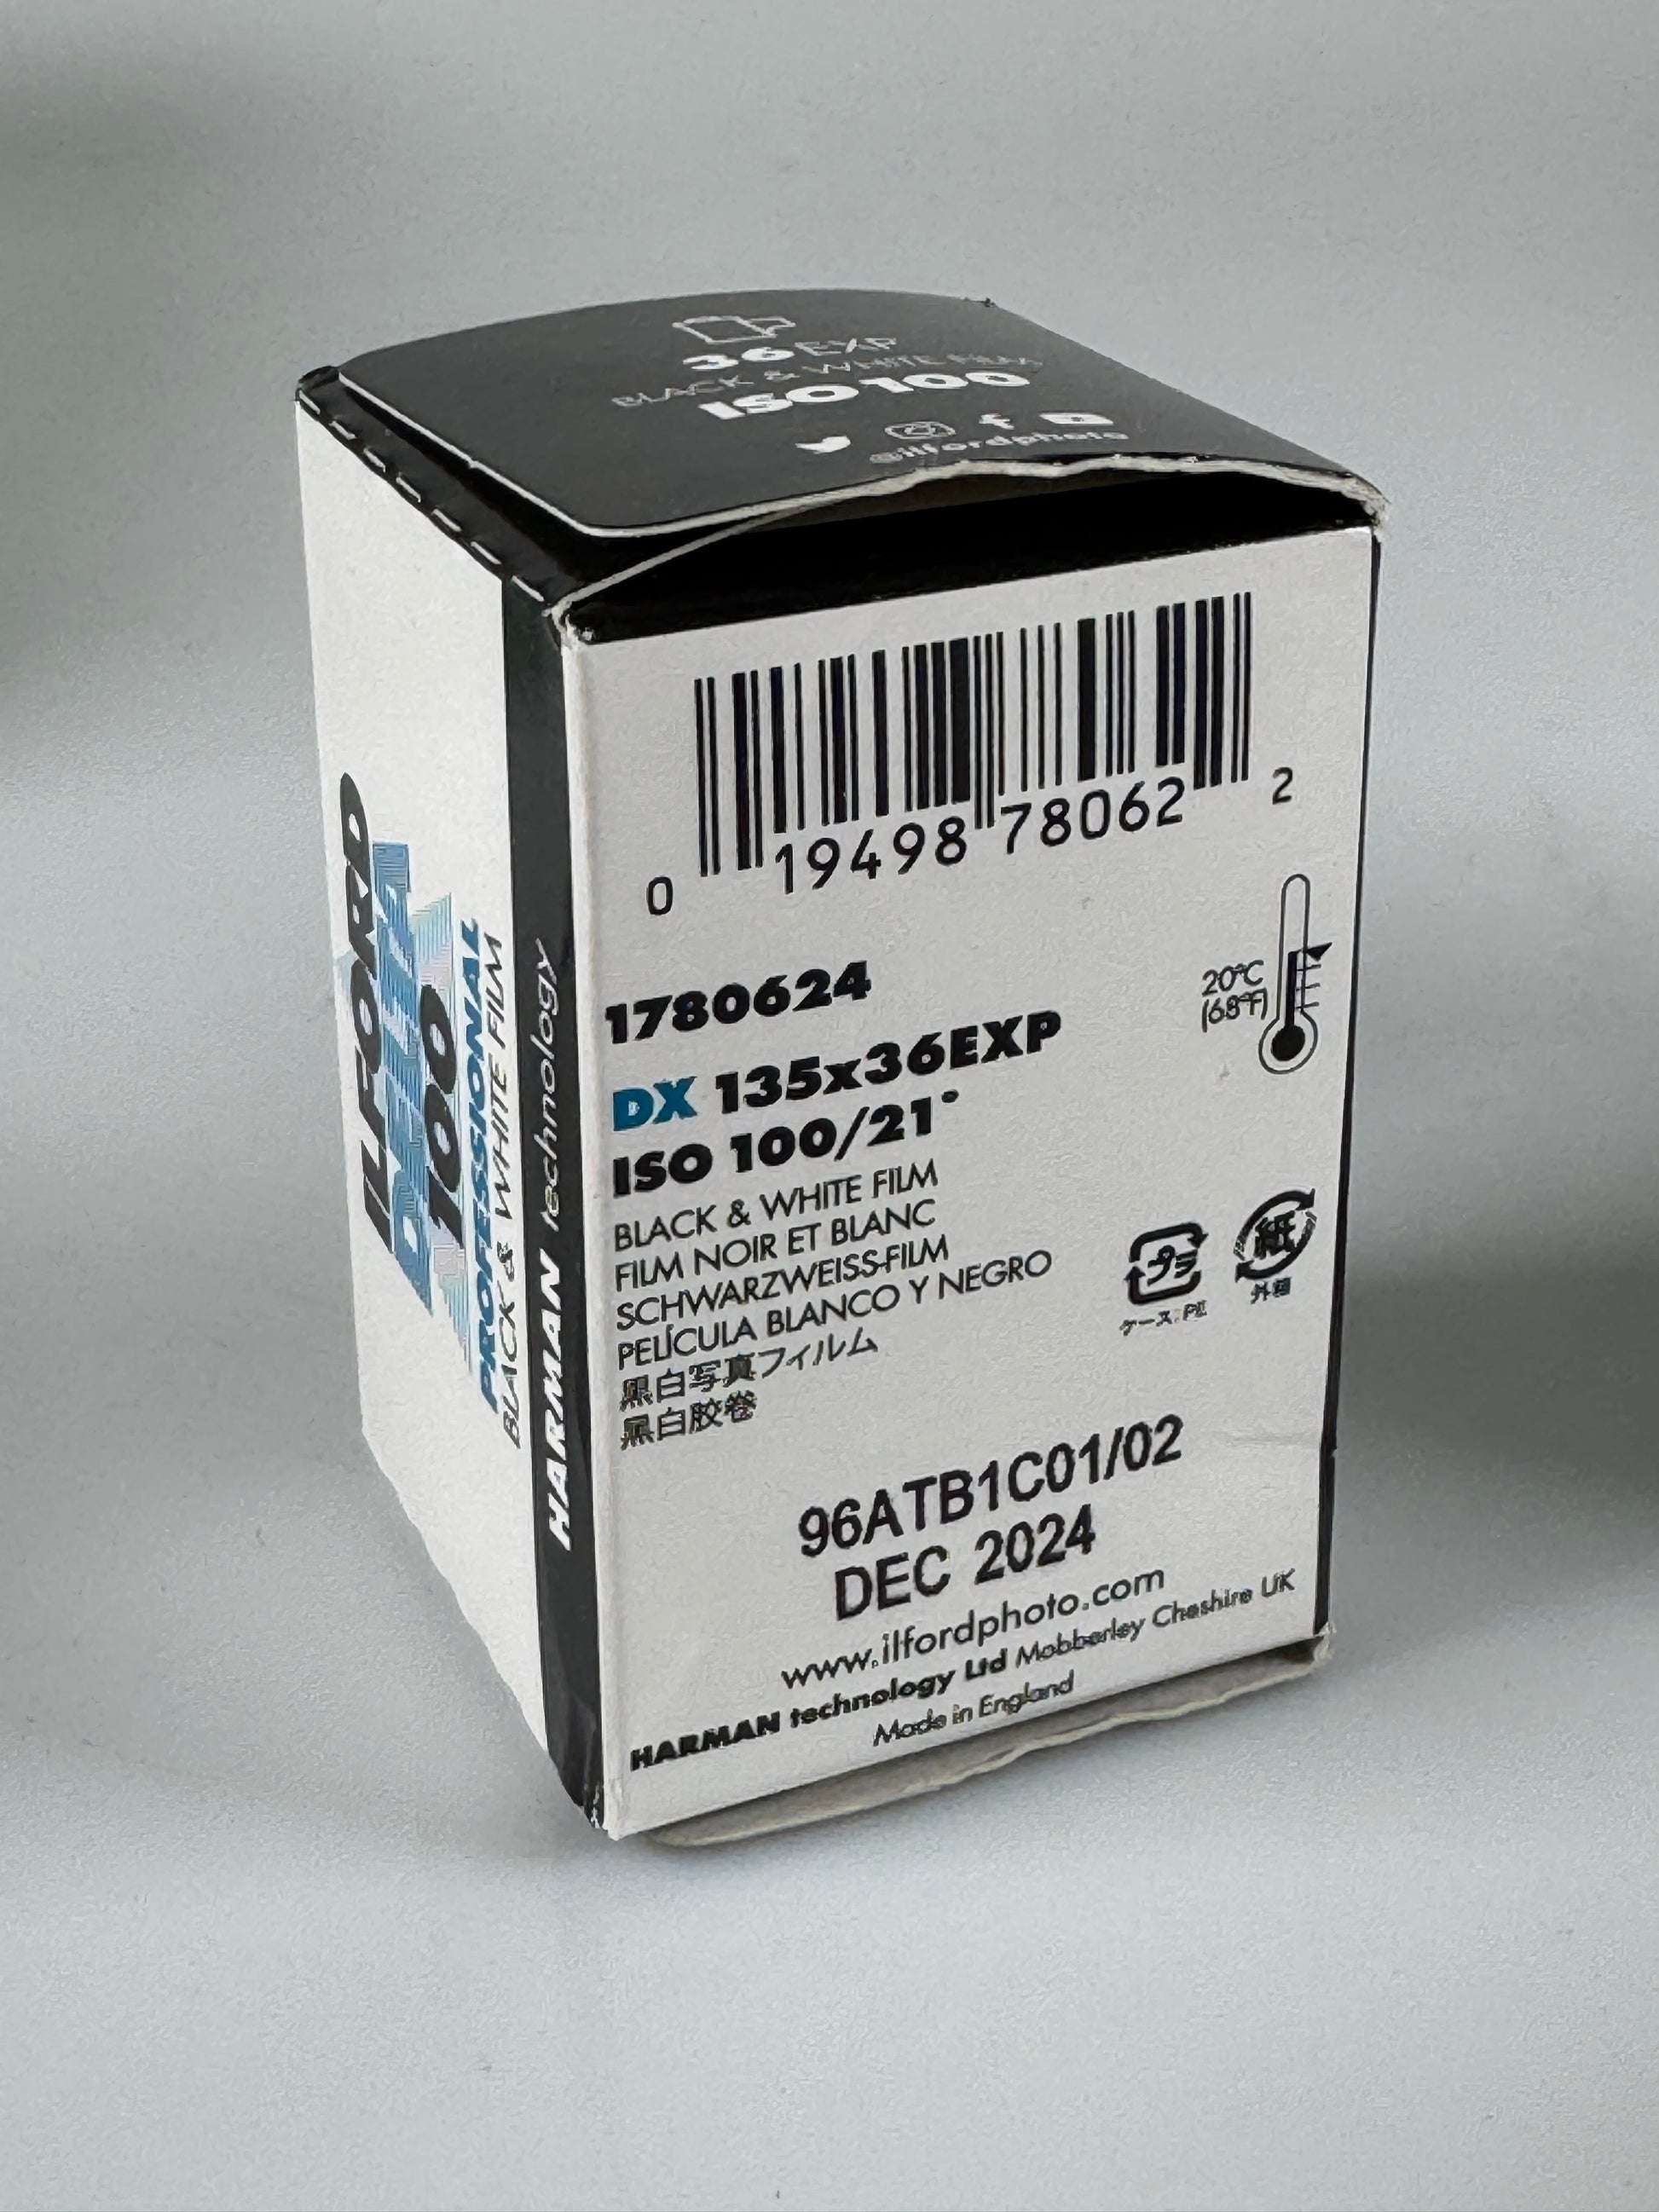 36 EXP
BLACK & WHITE FILM
ISO 100
@ilfordphoto
ILFORD
DELTA
100
PROFESSIONAL
BLACK & WHITE FILM
HARMAN technology
0 19498 78062 2
1780624
20°C
(68°F)
DX 135x36EXP
ISO 100/21°
BLACK & WHITE FILM
FILM NOIR ET BLANC
SCHWARZWEISS-FILM
PELÍCULA BLANCO Y NEGRO
黒白写真フィルム
黑白胶卷
プラ
ケース: PE
紙
外箱
96ATB1C01/02
DEC 2024
www.ilfordphoto.com
HARMAN technology Ltd Mobberley Cheshire UK
Made in England